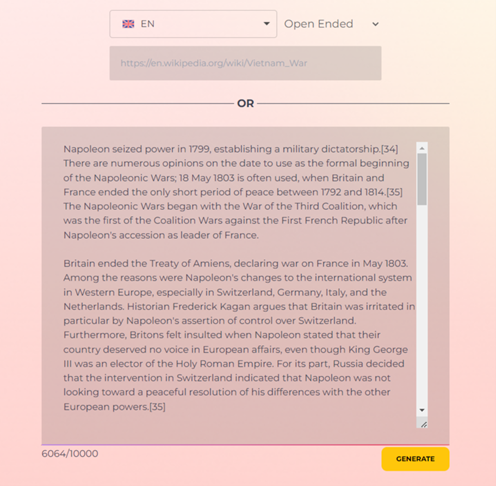 EN
Open Ended
https://en.wikipedia.org/wiki/Vietnam_War
OR
Napoleon seized power in 1799, establishing a military dictatorship.[34]
There are numerous opinions on the date to use as the formal beginning
of the Napoleonic Wars; 18 May 1803 is often used, when Britain and
France ended the only short period of peace between 1792 and 1814.[35]
The Napoleonic Wars began with the War of the Third Coalition, which
was the first of the Coalition Wars against the First French Republic after
Napoleon's accession as leader of France.
Britain ended the Treaty of Amiens, declaring war on France in May 1803.
Among the reasons were Napoleon's changes to the international system
in Western Europe, especially in Switzerland, Germany, Italy, and the
Netherlands. Historian Frederick Kagan argues that Britain was irritated in
particular by Napoleon's assertion of control over Switzerland.
Furthermore, Britons felt insulted when Napoleon stated that their
country deserved no voice in European affairs, even though King George
III was an elector of the Holy Roman Empire. For its part, Russia decided
that the intervention in Switzerland indicated that Napoleon was not
looking toward a peaceful resolution of his differences with the other
European powers.[35]
6064/10000
GENERATE